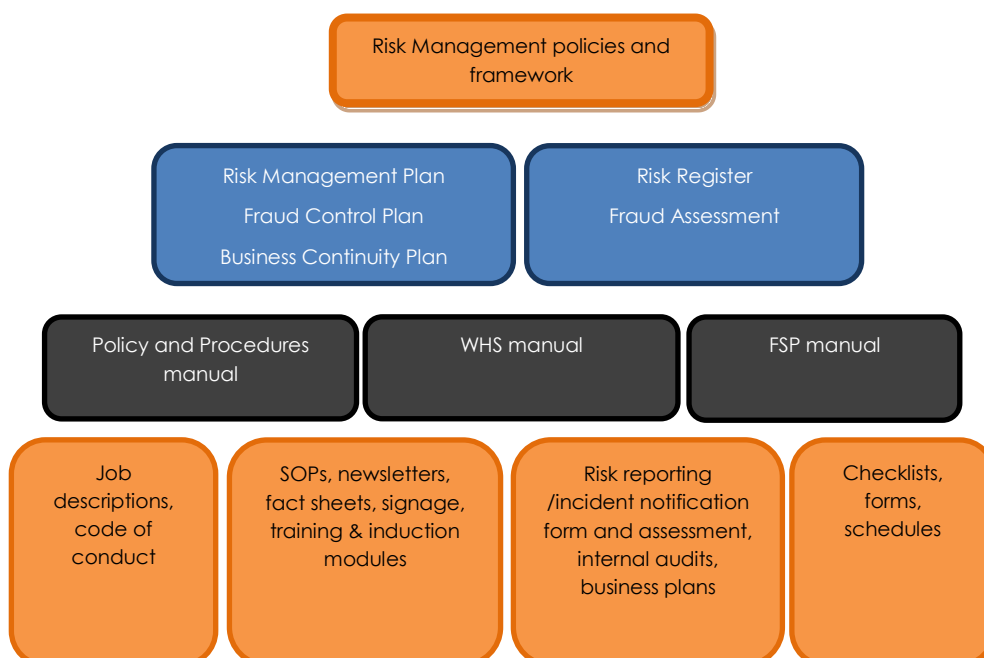 Risk Management policies and
framework
Risk Management Plan
Fraud Control Plan
Business Continuity Plan
Risk Register
Fraud Assessment
Policy and Procedures
manual
WHS manual
FSP manual
Job
descriptions,
code of
conduct
SOPs, newsletters,
fact sheets, signage,
training & induction
modules
Risk reporting
/incident notification
form and assessment,
internal audits,
business plans
Checklists,
forms,
schedules